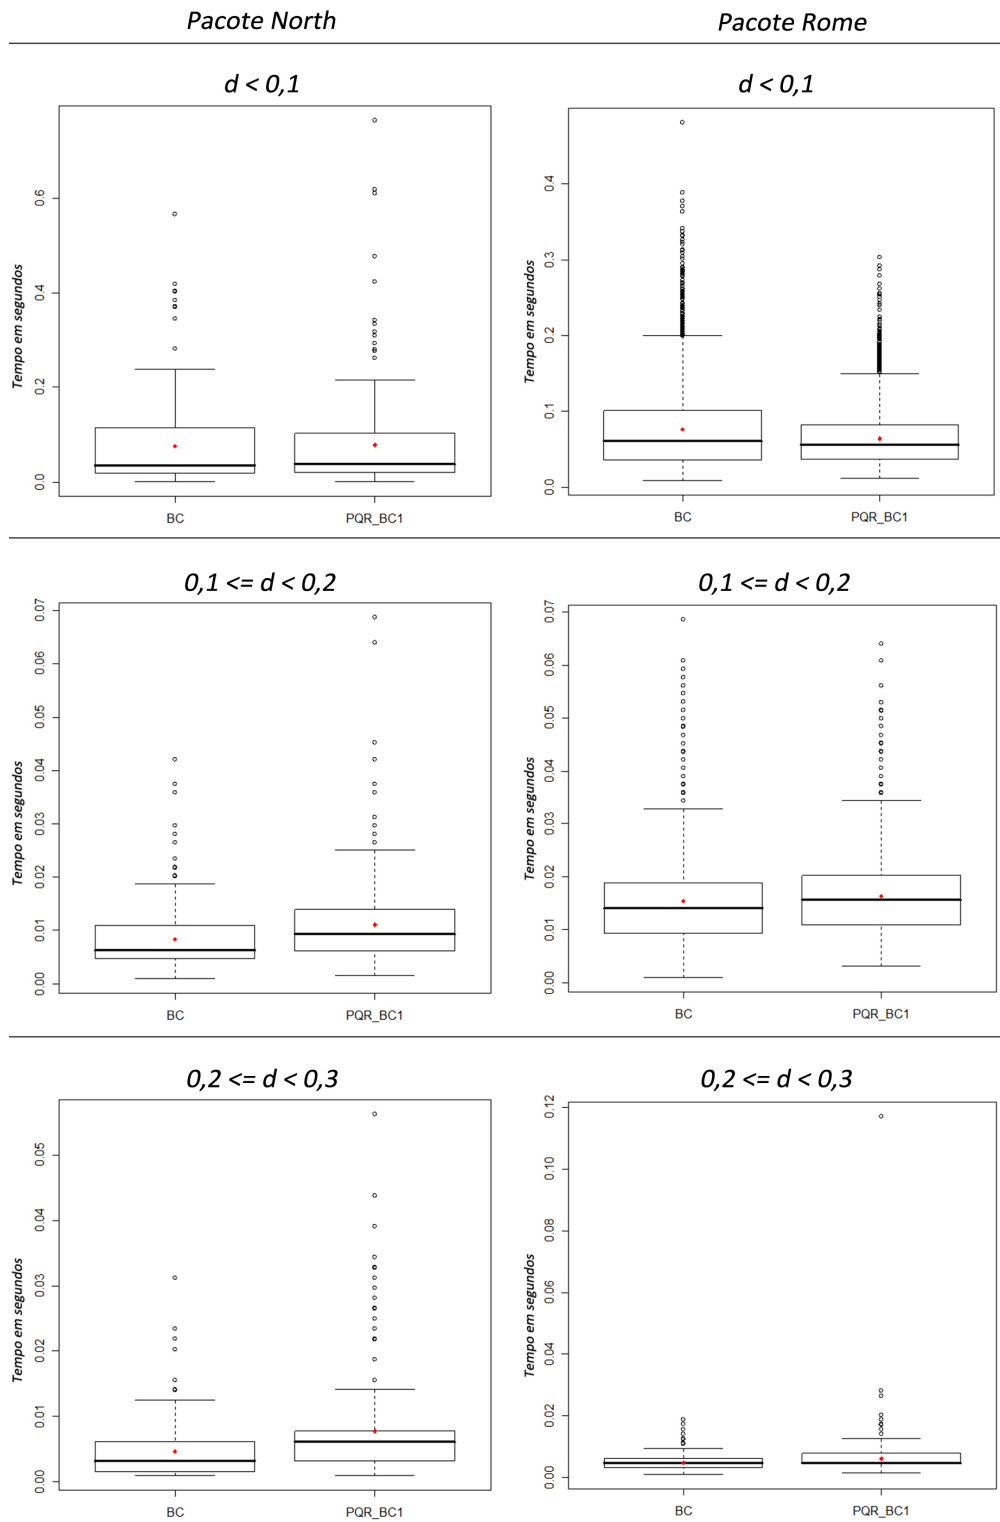 Pacote North
Pacote Rome
d < 0,1
d < 0,1
Tempo em segundos
0.6
0.4
0.2
0.0
BC
PQR_BC1
Tempo em segundos
0.4
0.3
0.2
0.1
0.0
BC
PQR_BC1
0,1 <= d < 0,2
0,1 <= d < 0,2
Tempo em segundos
0.07
0.06
0.05
0.04
0.03
0.02
0.01
0.00
BC
PQR_BC1
Tempo em segundos
0.07
0.06
0.05
0.04
0.03
0.02
0.01
0.00
BC
PQR_BC1
0,2 <= d < 0,3
0,2 <= d < 0,3
Tempo em segundos
0.05
0.04
0.03
0.02
0.01
0.00
BC
PQR_BC1
Tempo em segundos
0.12
0.10
0.08
0.06
0.04
0.02
0.00
BC
PQR_BC1